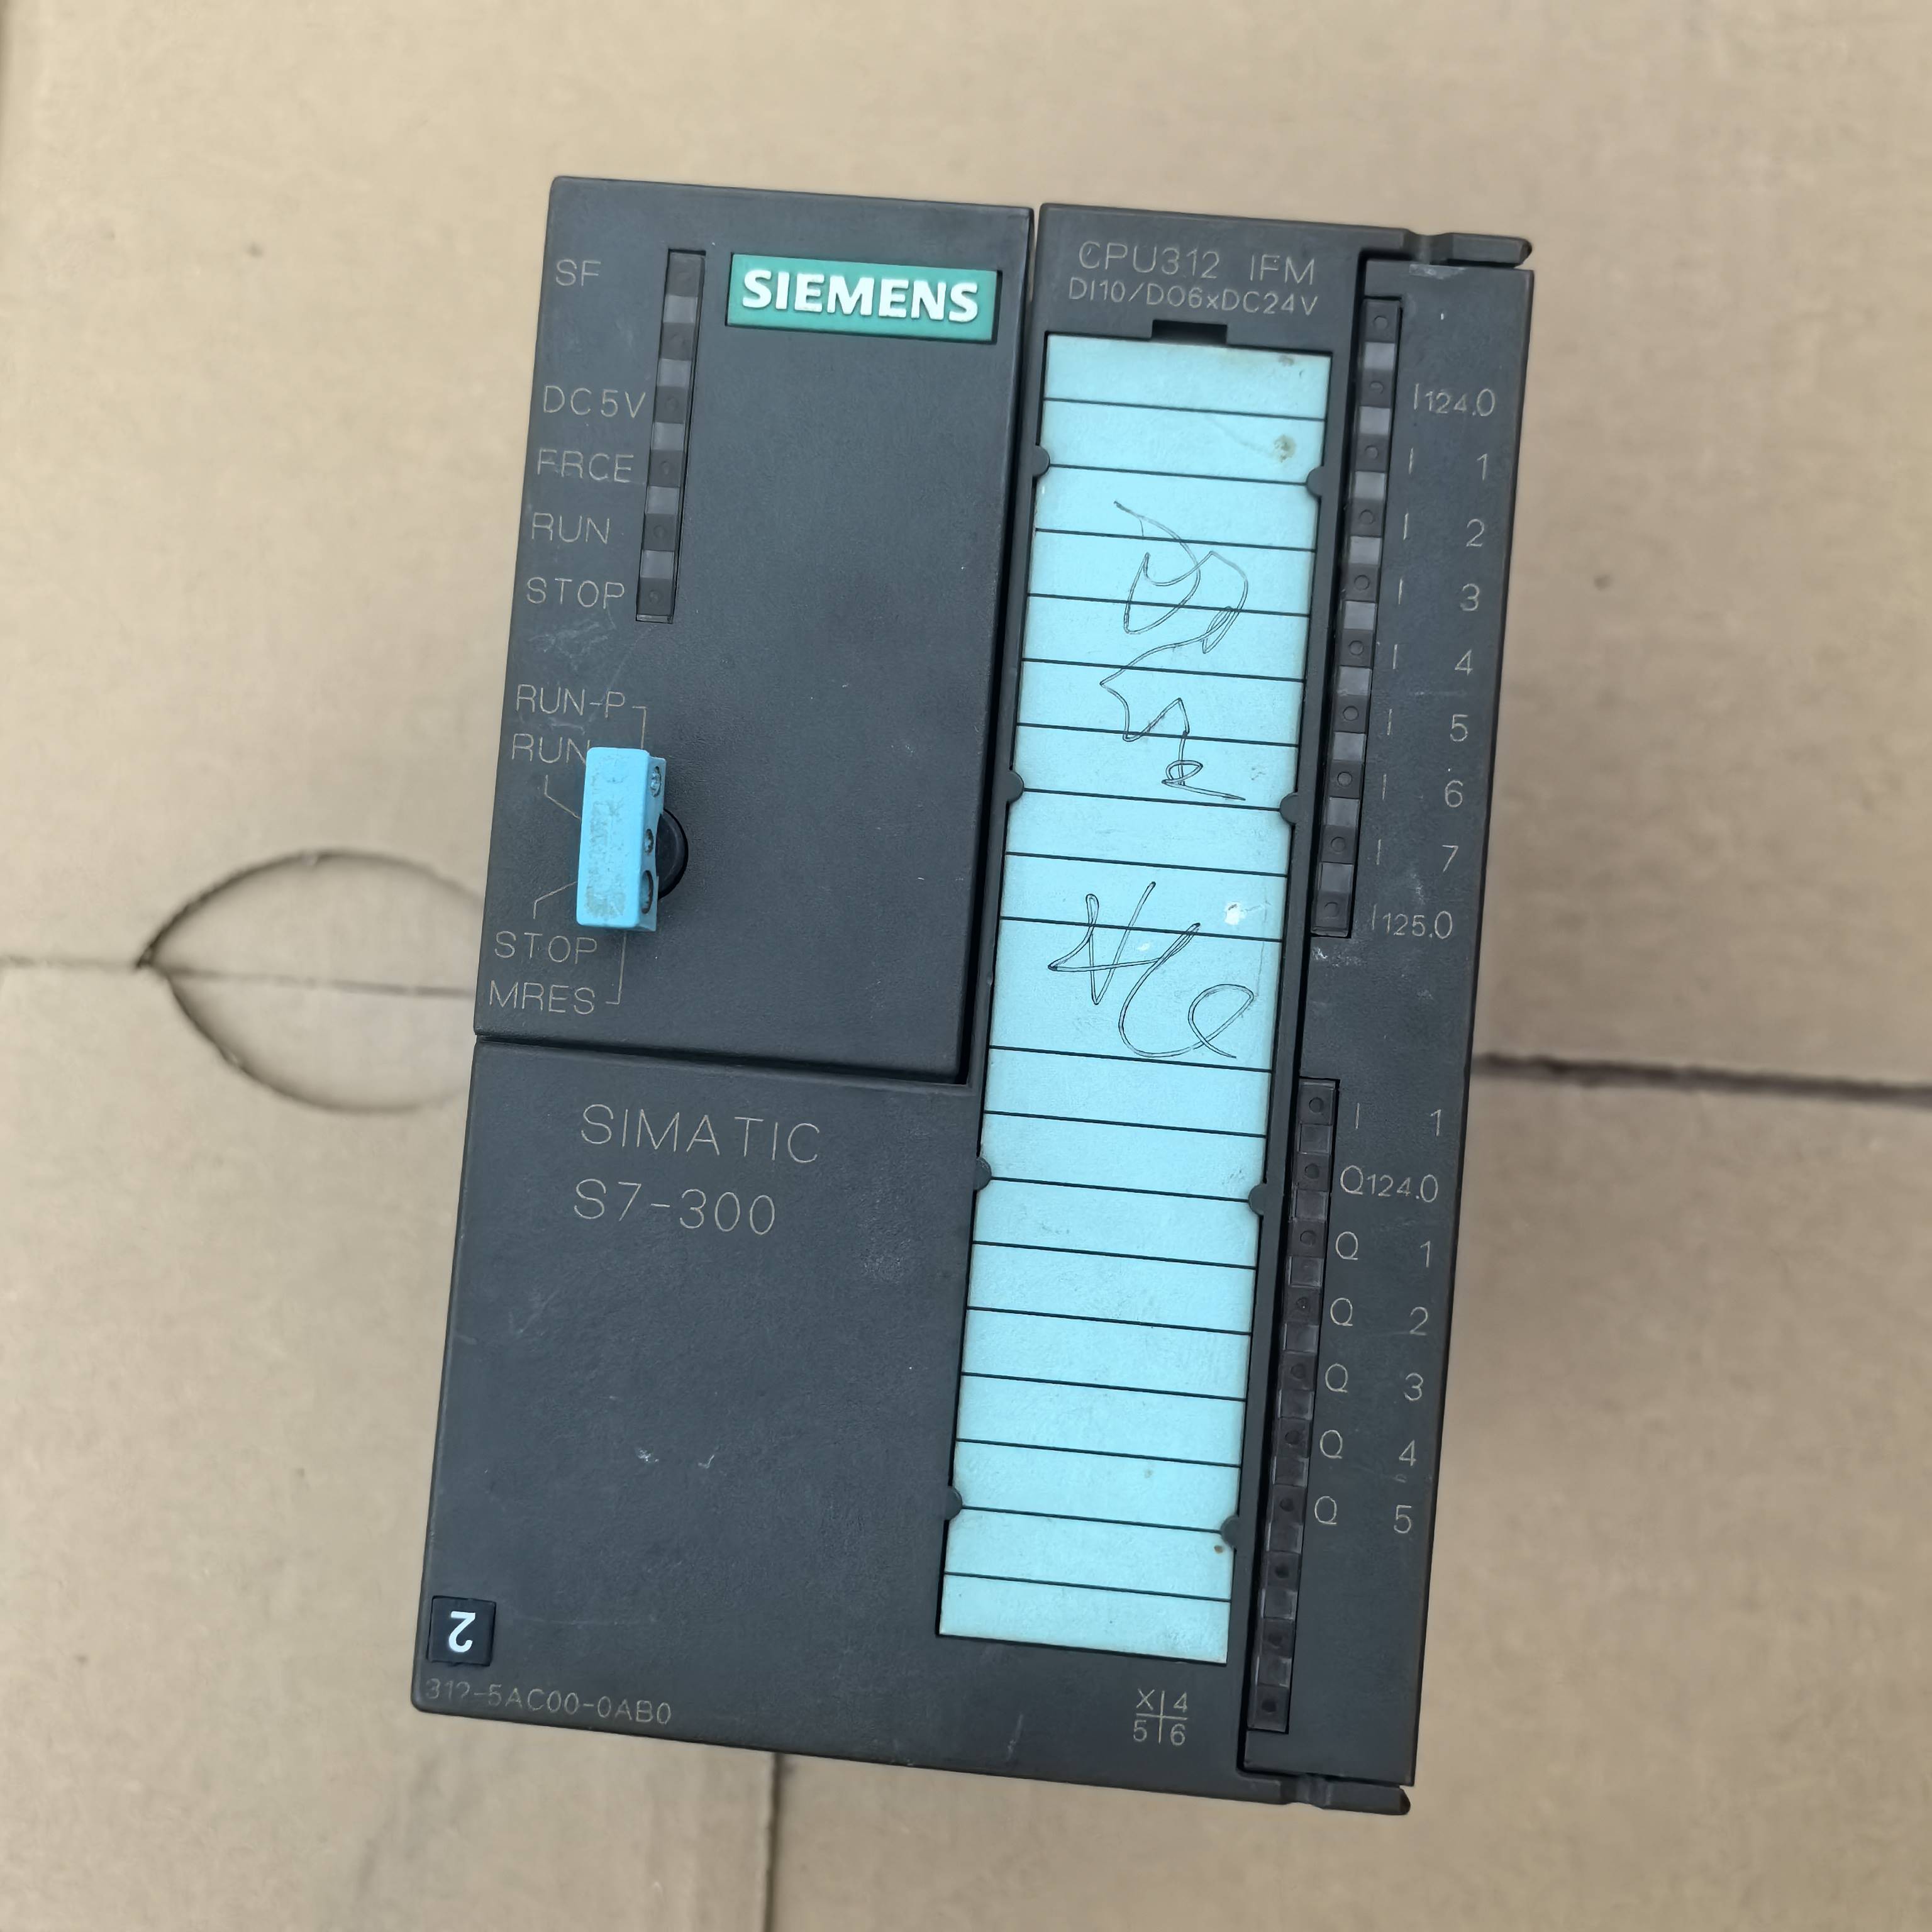 SIEMENS
CPU312 IFM
DI10/DO6xDC24V
SF
DC5V
FRCE
RUN
STOP
RUN-P
RUN
STOP
MRES
I124.0
I 1
I 2
I 3
I 4
I 5
I 6
I 7
I125.0
I 1
Q124.0
Q 1
Q 2
Q 3
Q 4
Q 5
SIMATIC
S7-300
2
312-5AC00-0AB0
X 4
5 6